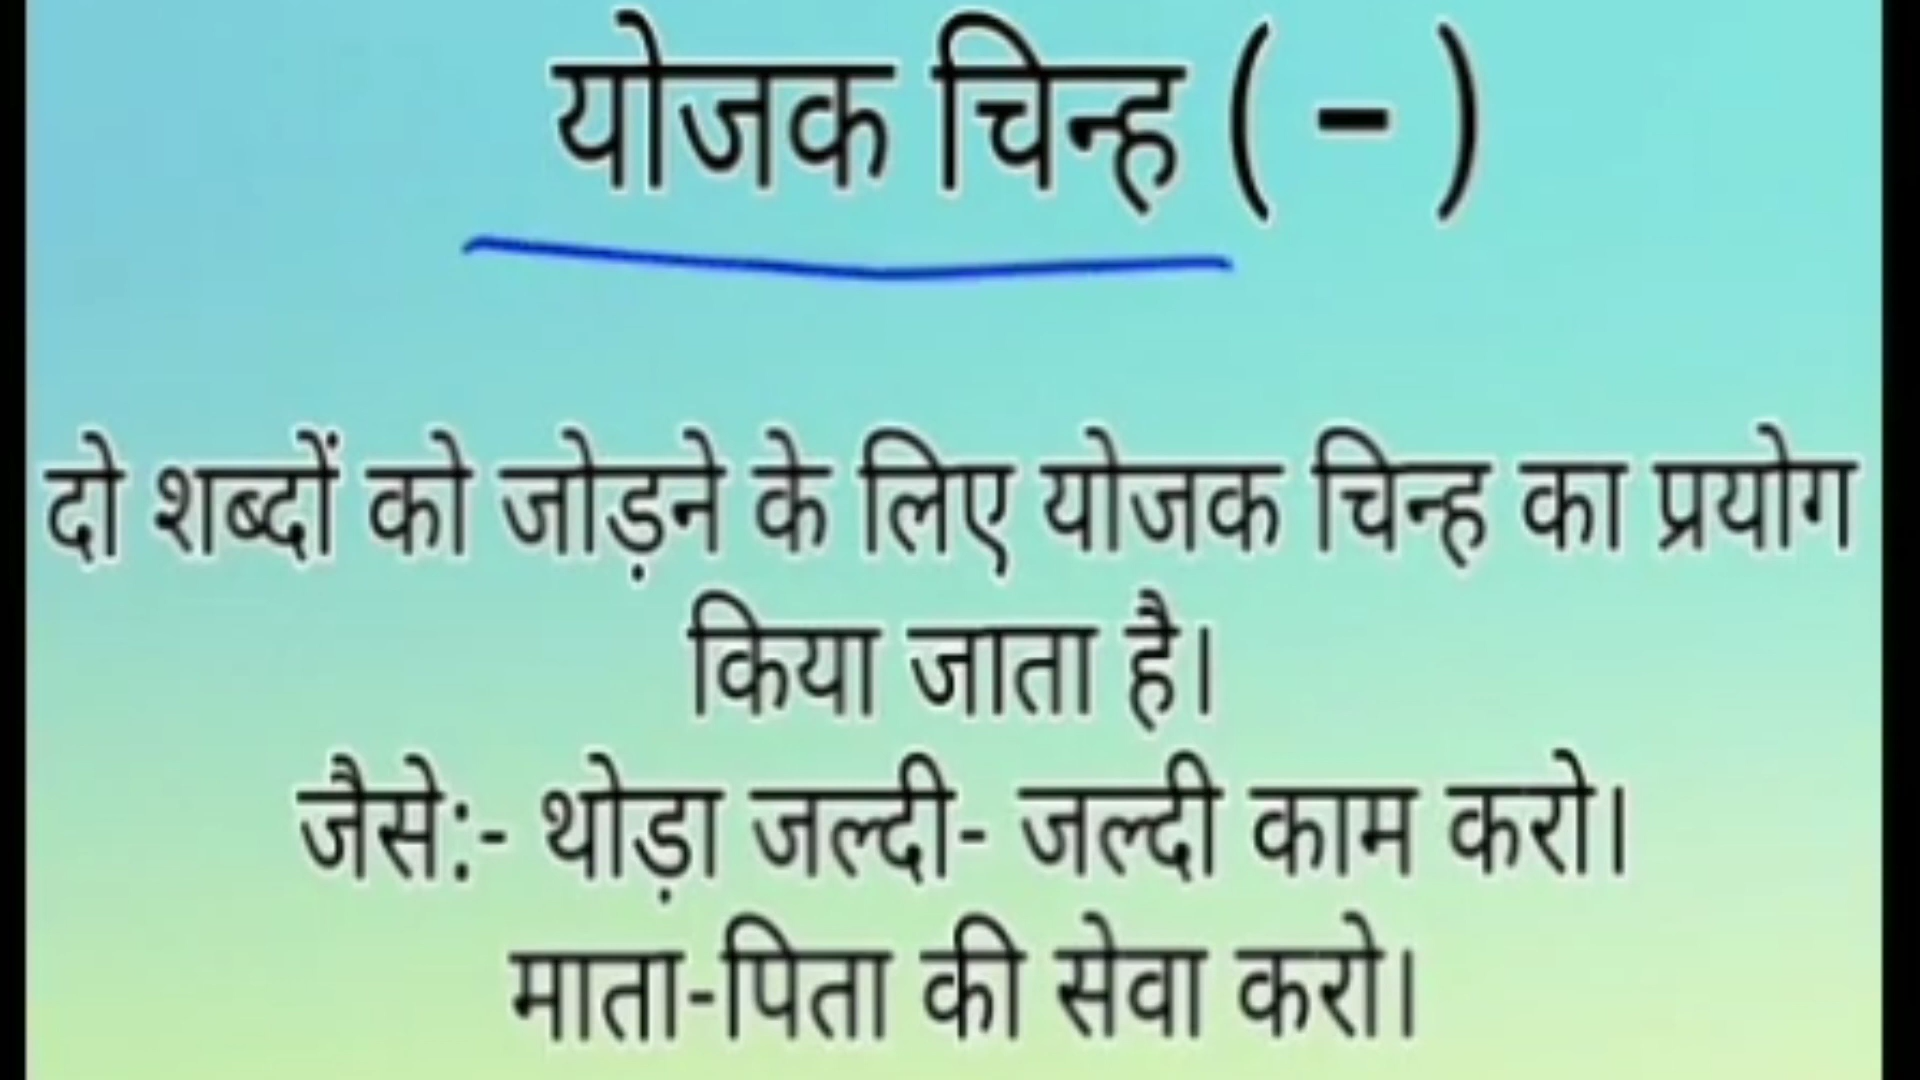 योजक चिन्ह ( - )
दो शब्दों को जोड़ने के लिए योजक चिन्ह का प्रयोग
किया जाता है।
जैसे:- थोड़ा जल्दी- जल्दी काम करो।
माता-पिता की सेवा करो।